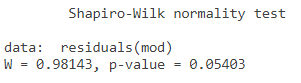 Shapiro-Wilk normality test
data:  residuals(mod)
W = 0.98143, p-value = 0.05403